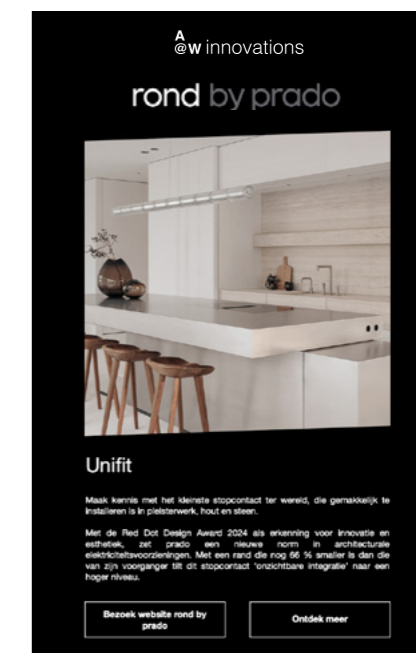 A
@w innovations
rond by prado
Unifit
Maak kennis met het kleinste stopcontact ter wereld, die gemakkelijk te
installeren is in pleisterwerk, hout en steen.
Met de Red Dot Design Award 2024 als erkenning voor innovatie en
esthetiek, zet prado een nieuwe norm in architecturale
elektriciteitsvoorzieningen. Met een rand die nog 66 % smaller is dan die
van zijn voorganger tilt dit stopcontact 'onzichtbare integratie' naar een
hoger niveau.
Bezoek website rond by
prado
Ontdek meer